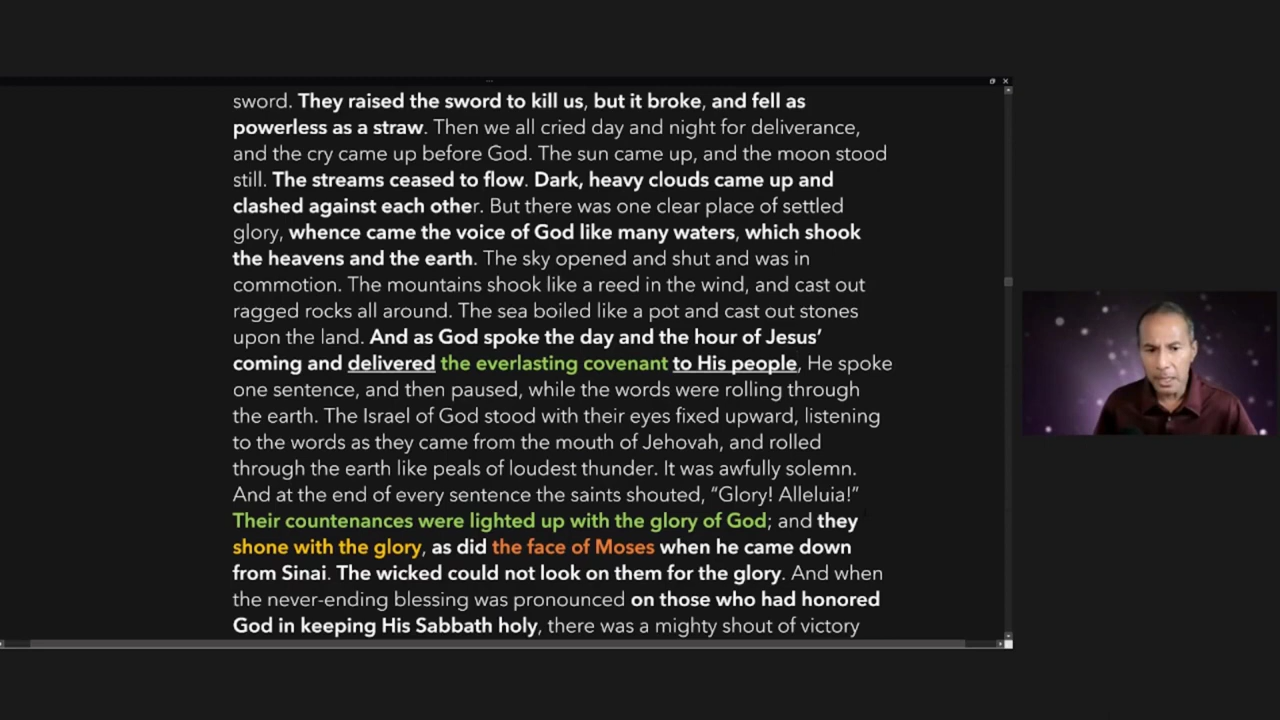 sword. They raised the sword to kill us, but it broke, and fell as
powerless as a straw. Then we all cried day and night for deliverance,
and the cry came up before God. The sun came up, and the moon stood
still. The streams ceased to flow. Dark, heavy clouds came up and
clashed against each other. But there was one clear place of settled
glory, whence came the voice of God like many waters, which shook
the heavens and the earth. The sky opened and shut and was in
commotion. The mountains shook like a reed in the wind, and cast out
ragged rocks all around. The sea boiled like a pot and cast out stones
upon the land. And as God spoke the day and the hour of Jesus’
coming and delivered the everlasting covenant to His people, He spoke
one sentence, and then paused, while the words were rolling through
the earth. The Israel of God stood with their eyes fixed upward, listening
to the words as they came from the mouth of Jehovah, and rolled
through the earth like peals of loudest thunder. It was awfully solemn.
And at the end of every sentence the saints shouted, “Glory! Alleluia!”
Their countenances were lighted up with the glory of God; and they
shone with the glory, as did the face of Moses when he came down
from Sinai. The wicked could not look on them for the glory. And when
the never-ending blessing was pronounced on those who had honored
God in keeping His Sabbath holy, there was a mighty shout of victory